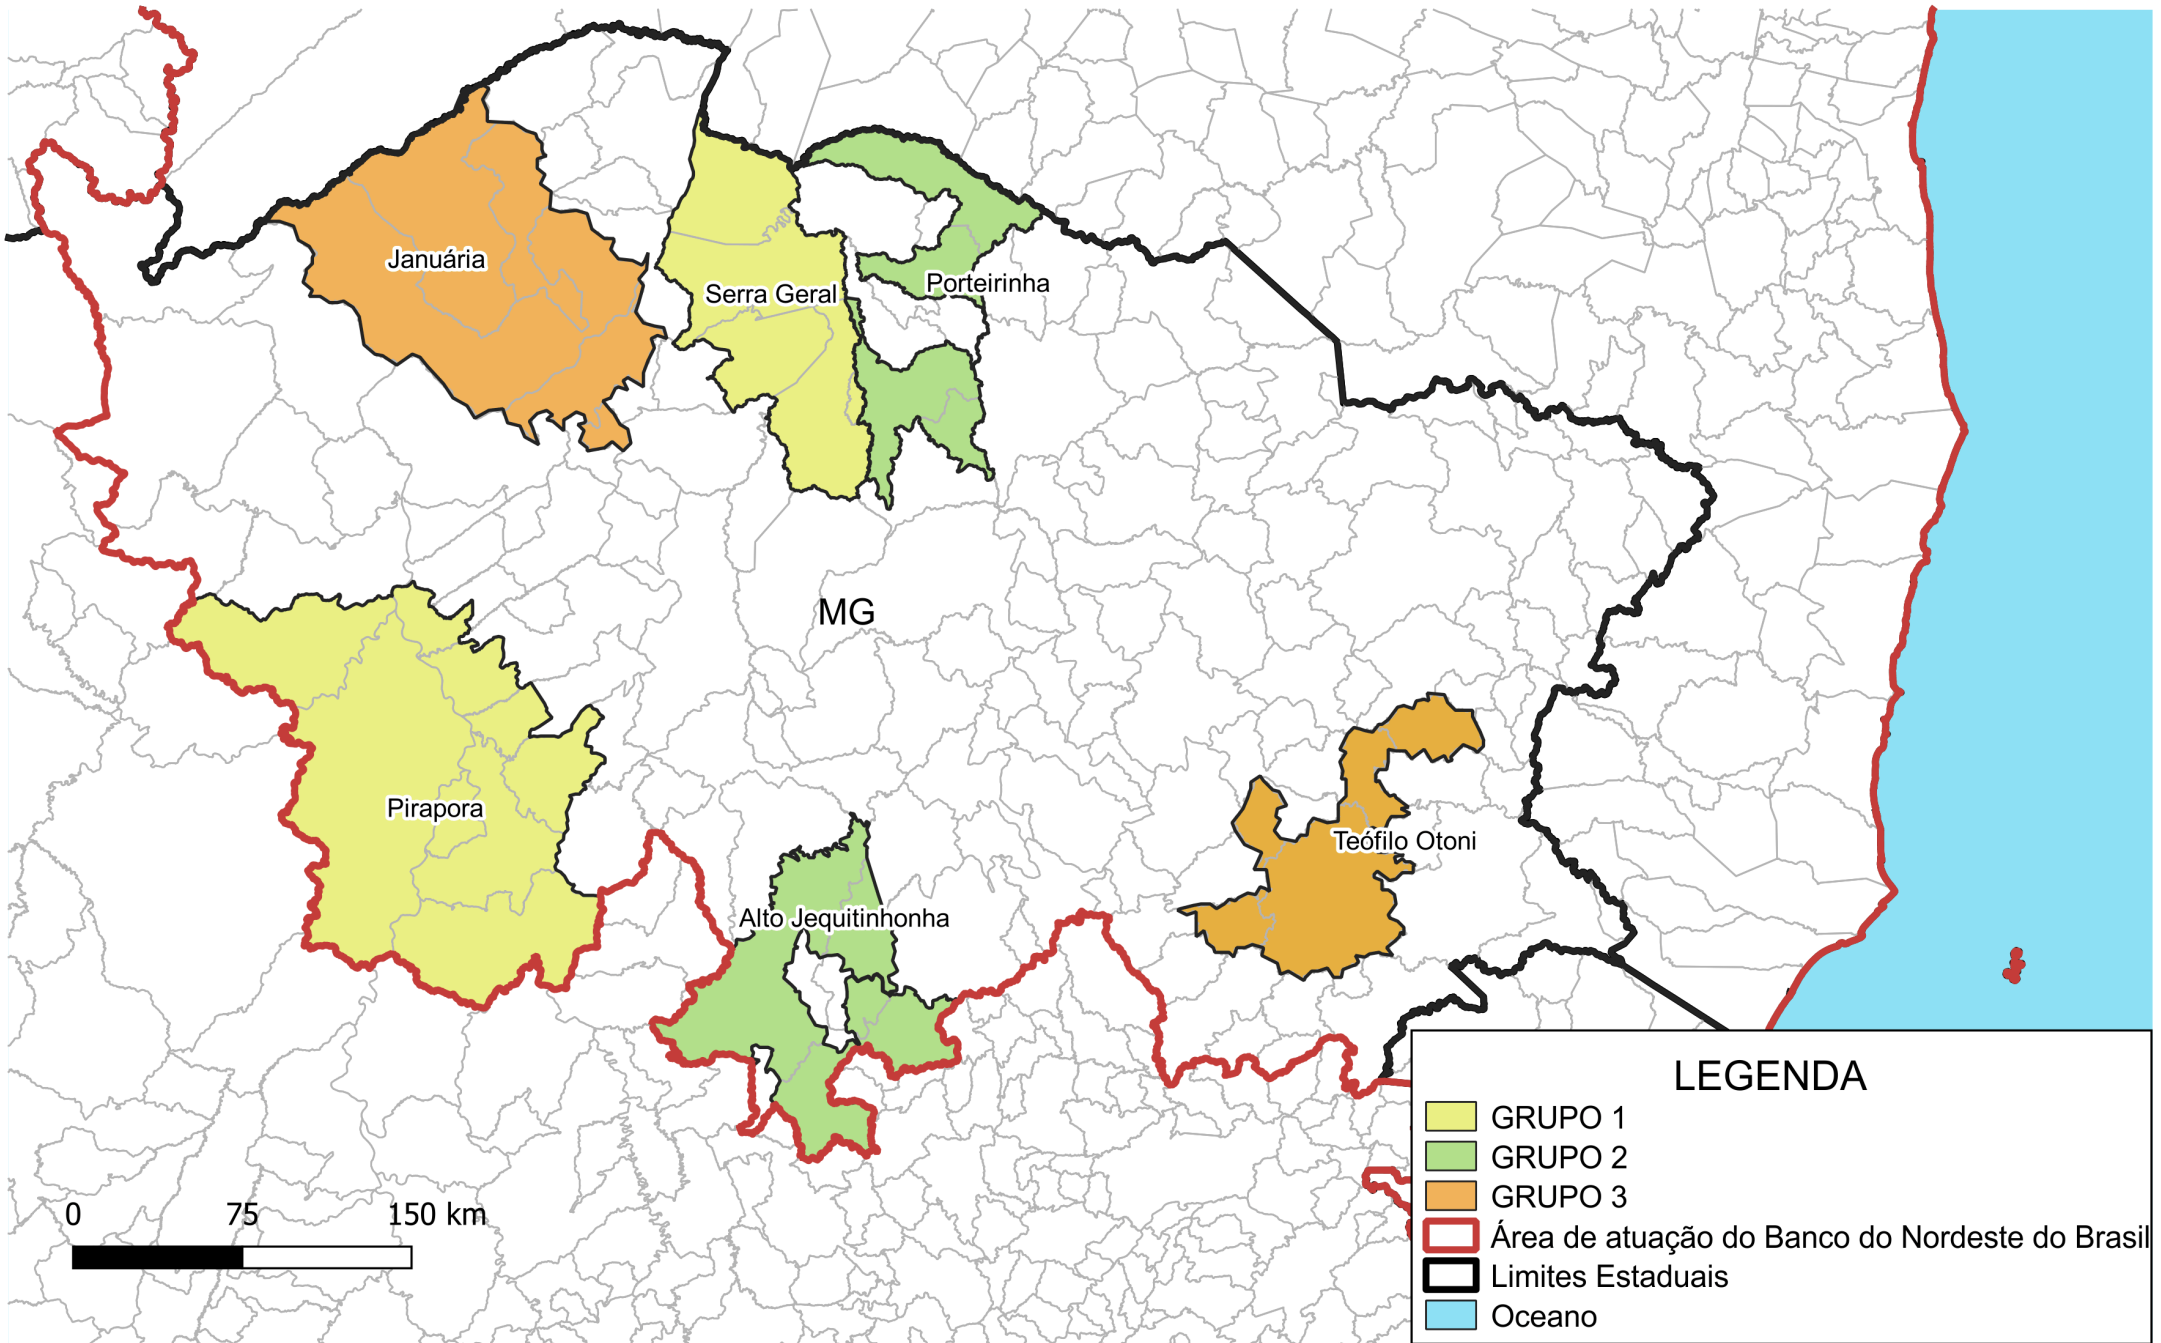 Januária
Serra Geral
Porteirinha
MG
Pirapora
Teófilo Otoni
Alto Jequitinhonha
0 75 150 km
LEGENDA
GRUPO 1
GRUPO 2
GRUPO 3
Área de atuação do Banco do Nordeste do Brasil
Limites Estaduais
Oceano